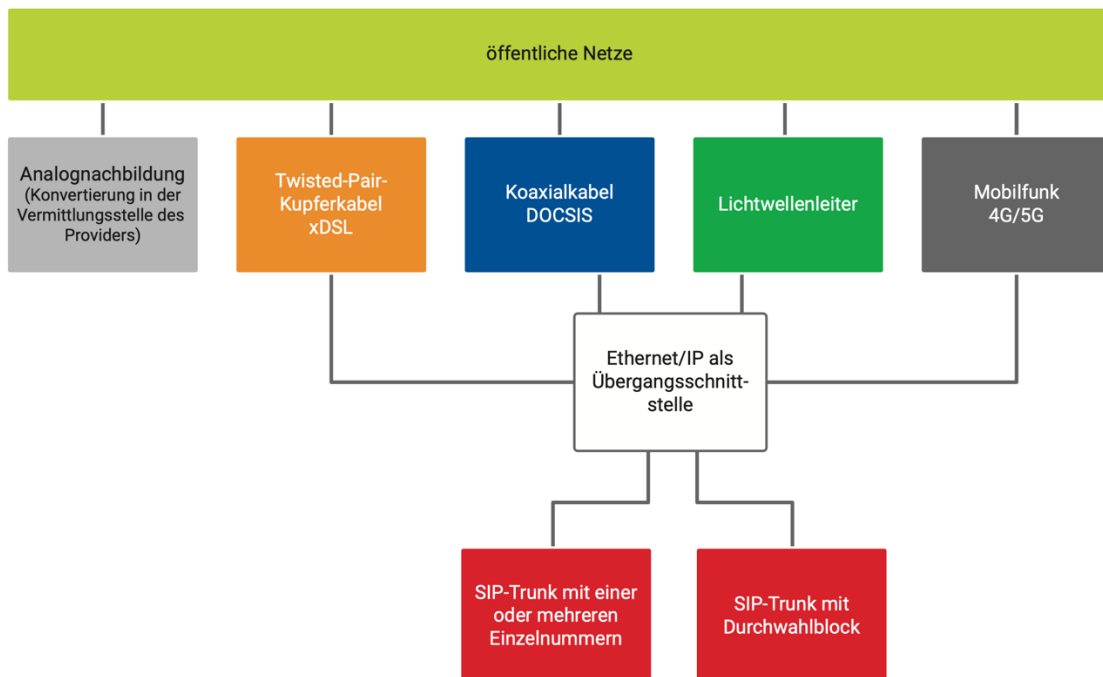 öffentliche Netze
Analognachbildung
(Konvertierung in der
Vermittlungsstelle des
Providers)
Twisted-Pair-
Kupferkabel
xDSL
Koaxialkabel
DOCSIS
Lichtwellenleiter
Mobilfunk
4G/5G
Ethernet/IP als
Übergangsschnitt-
stelle
SIP-Trunk mit einer
oder mehreren
Einzelnummern
SIP-Trunk mit
Durchwahlblock